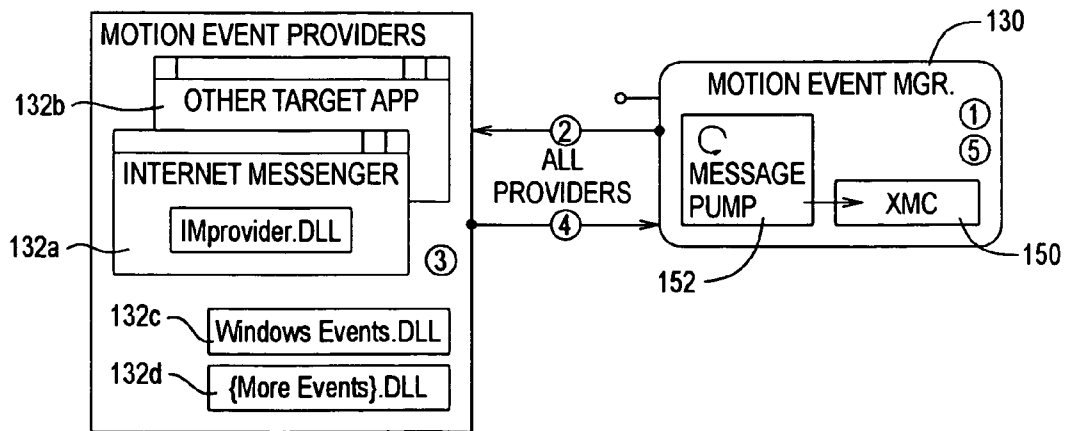 MOTION EVENT PROVIDERS
132b
OTHER TARGET APP
INTERNET MESSENGER
IMprovider.DLL
132a
3
132c
Windows Events.DLL
132d
{More Events}.DLL
2
ALL
PROVIDERS
4
130
MOTION EVENT MGR.
1
5
MESSAGE
PUMP
XMC
152
150